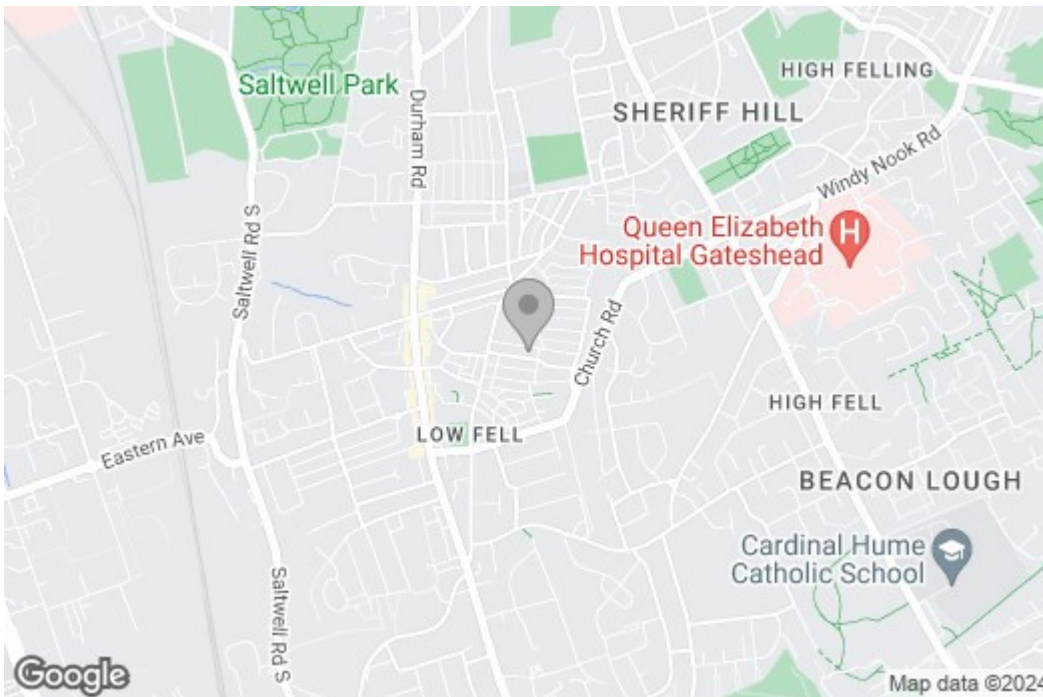 Saltwell Park
HIGH FELLING
SHERIFF HILL
Durham Rd
Windy Nook Rd
Saltwell Rd S
Queen Elizabeth
Hospital Gateshead
H
Church Rd
HIGH FELL
LOW FELL
Eastern Ave
BEACON LOUGH
Cardinal Hume
Catholic School
Saltwell Rd S
Google
Map data ©2024